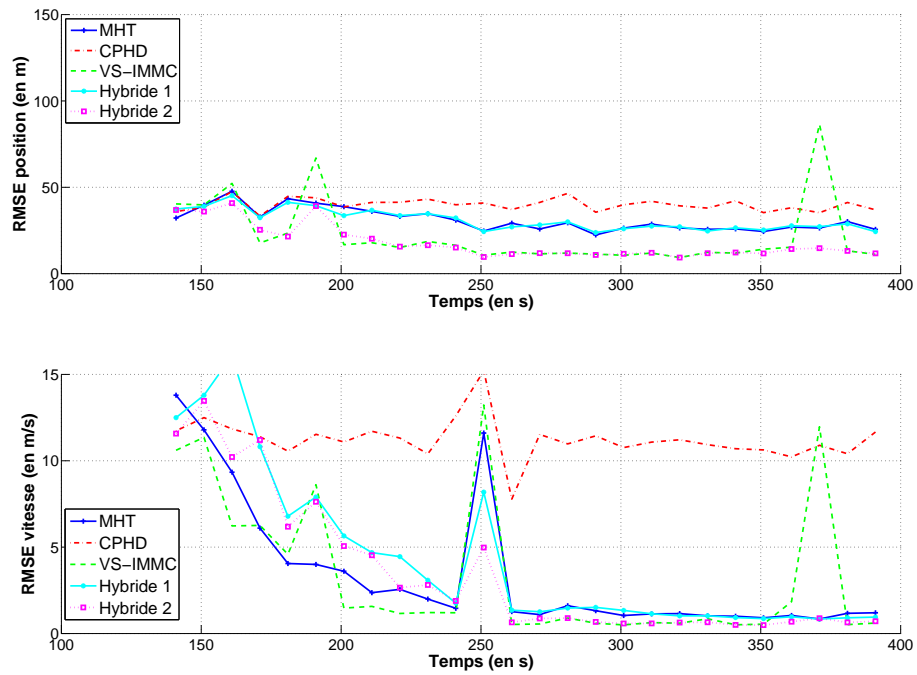 150
100
50
0
RMSE position (en m)
MHT
CPHD
VS−IMMC
Hybride 1
Hybride 2
100 150 200 250 300 350 400
Temps (en s)
15
10
5
0
RMSE vitesse (en m/s)
MHT
CPHD
VS−IMMC
Hybride 1
Hybride 2
100 150 200 250 300 350 400
Temps (en s)